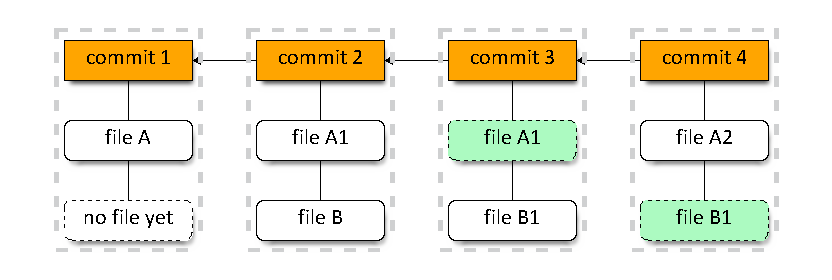 commit 1
commit 2
commit 3
commit 4
file A
file A1
file A1
file A2
no file yet
file B
file B1
file B1